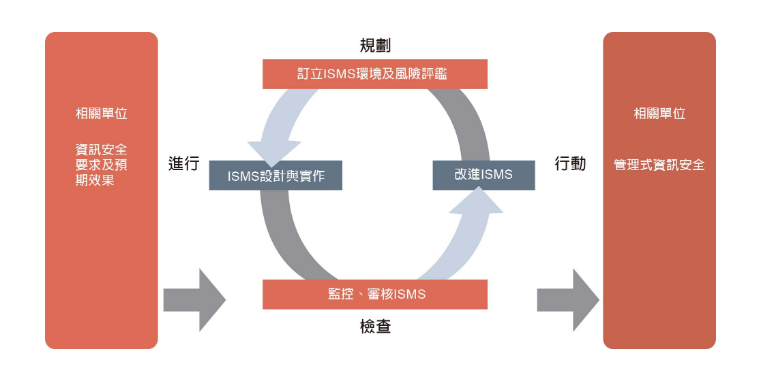 規劃
訂立ISMS環境及風險評鑑
相關單位
資訊安全
要求及預
期效果
進行
ISMS設計與實作
改進ISMS
行動
相關單位
管理式資訊安全
監控、審核ISMS
檢查